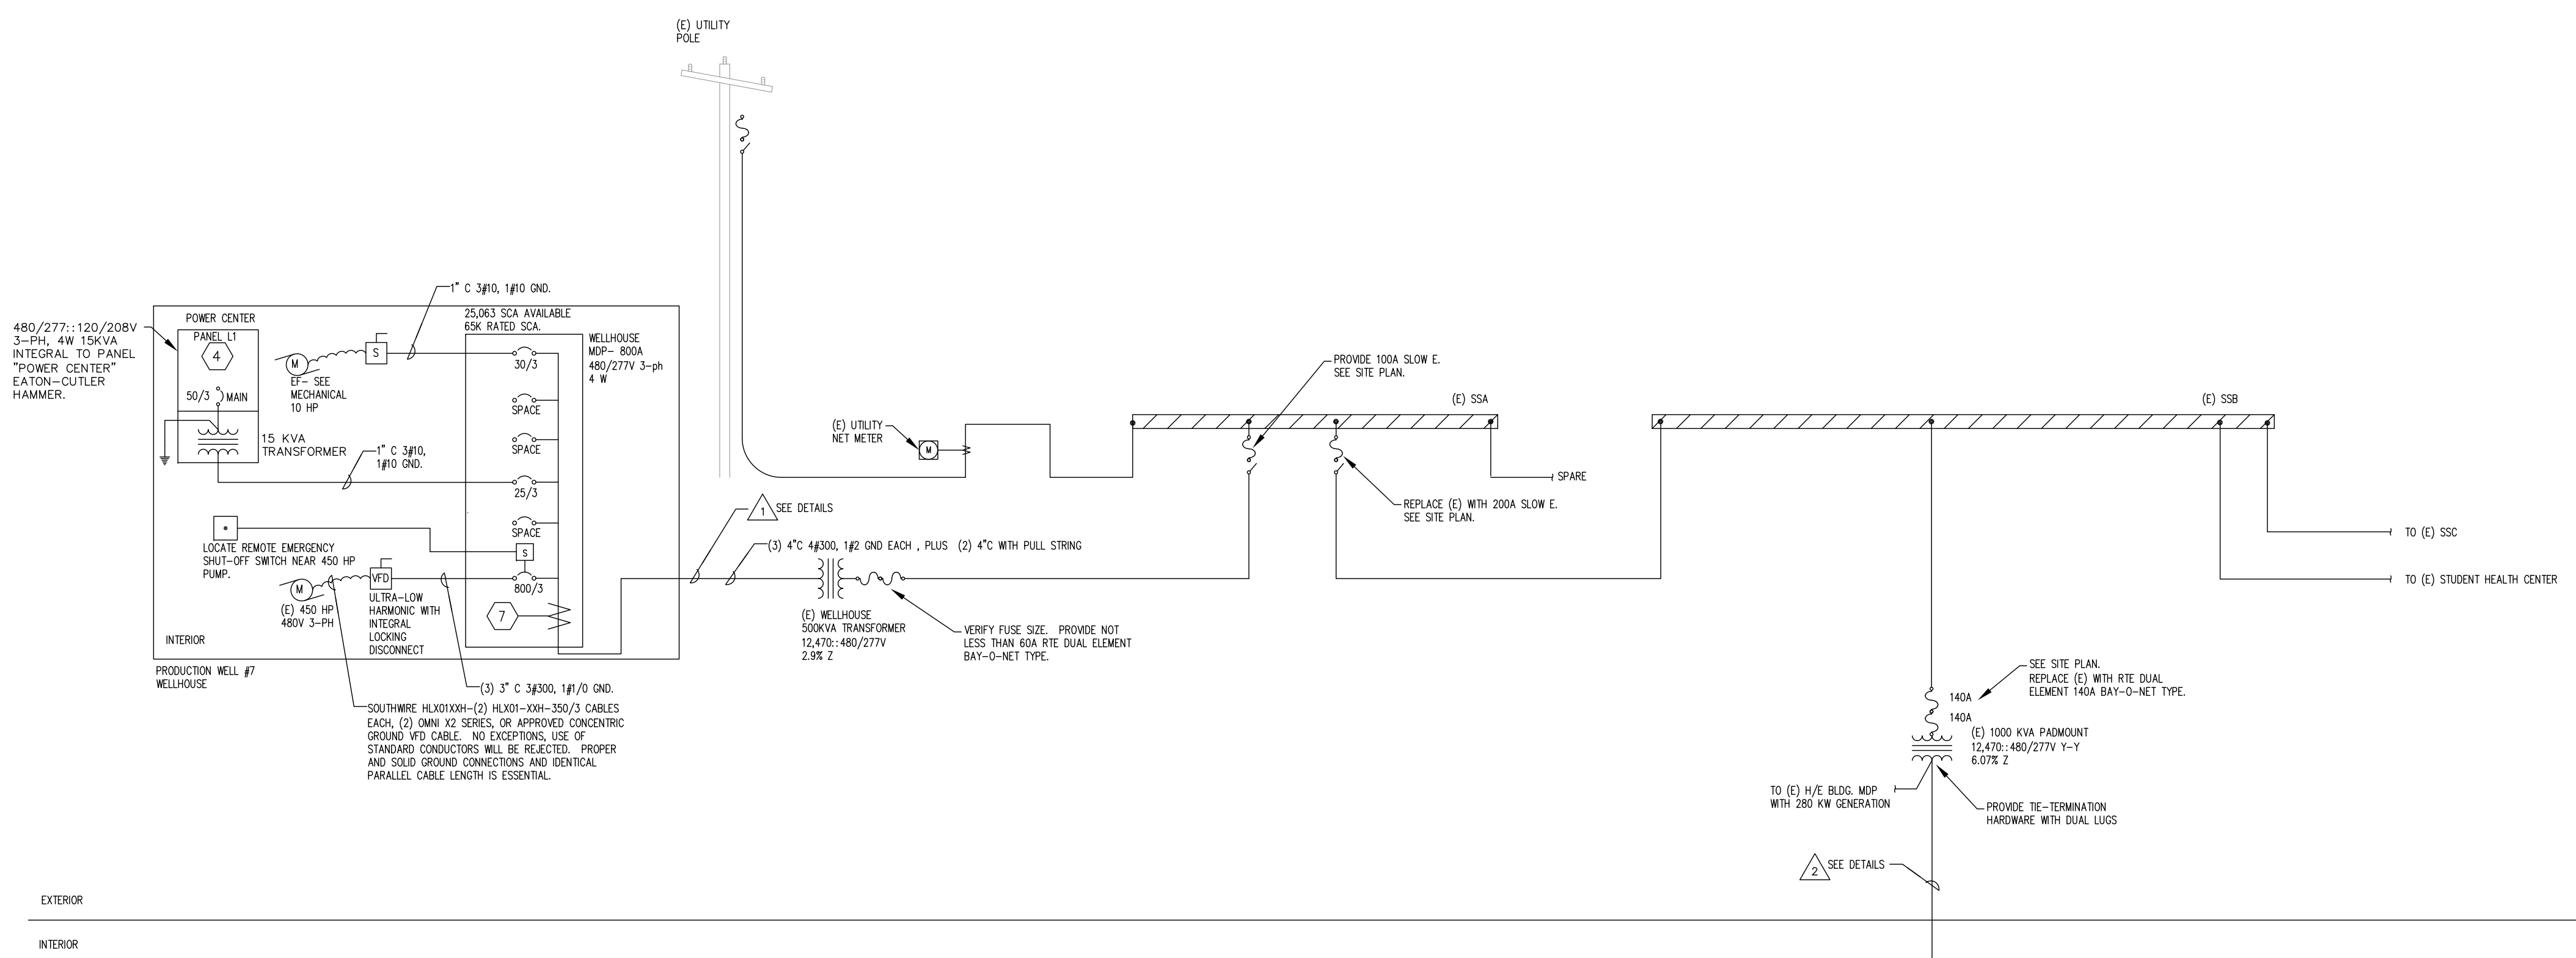 (E) UTILITY
POLE
1" C 3#10, 1#10 GND.
480/277::120/208V
3-PH, 4W 15KVA
INTEGRAL TO PANEL
"POWER CENTER"
EATON-CUTLER
HAMMER.
POWER CENTER
PANEL L1
4
50/3
MAIN
15 KVA
TRANSFORMER
M
S
EF- SEE
MECHANICAL
10 HP
1" C 3#10,
1#10 GND.
25,063 SCA AVAILABLE
65K RATED SCA.
WELLHOUSE
MDP- 800A
480/277V 3-ph
4 W
30/3
SPACE
SPACE
25/3
SPACE
S
800/3
7
LOCATE REMOTE EMERGENCY
SHUT-OFF SWITCH NEAR 450 HP
PUMP.
M
VFD
(E) 450 HP
480V 3-PH
ULTRA-LOW
HARMONIC WITH
INTEGRAL
LOCKING
DISCONNECT
INTERIOR
PRODUCTION WELL #7
WELLHOUSE
(3) 3" C 3#300, 1#1/0 GND.
SOUTHWIRE HLX01XXH-(2) HLX01-XXH-350/3 CABLES
EACH, (2) OMNI X2 SERIES, OR APPROVED CONCENTRIC
GROUND VFD CABLE.  NO EXCEPTIONS, USE OF
STANDARD CONDUCTORS WILL BE REJECTED.  PROPER
AND SOLID GROUND CONNECTIONS AND IDENTICAL
PARALLEL CABLE LENGTH IS ESSENTIAL.
1
SEE DETAILS
(3) 4"C 4#300, 1#2 GND EACH , PLUS  (2) 4"C WITH PULL STRING
(E) WELLHOUSE
500KVA TRANSFORMER
12,470::480/277V
2.9% Z
VERIFY FUSE SIZE.  PROVIDE NOT
LESS THAN 60A RTE DUAL ELEMENT
BAY-O-NET TYPE.
(E) UTILITY
NET METER
M
PROVIDE 100A SLOW E.
SEE SITE PLAN.
(E) SSA
REPLACE (E) WITH 200A SLOW E.
SEE SITE PLAN.
SPARE
(E) SSB
TO (E) SSC
TO (E) STUDENT HEALTH CENTER
SEE SITE PLAN.
REPLACE (E) WITH RTE DUAL
ELEMENT 140A BAY-O-NET TYPE.
140A
140A
(E) 1000 KVA PADMOUNT
12,470::480/277V Y-Y
6.07% Z
TO (E) H/E BLDG. MDP
WITH 280 KW GENERATION
PROVIDE TIE-TERMINATION
HARDWARE WITH DUAL LUGS
2
SEE DETAILS
EXTERIOR
INTERIOR